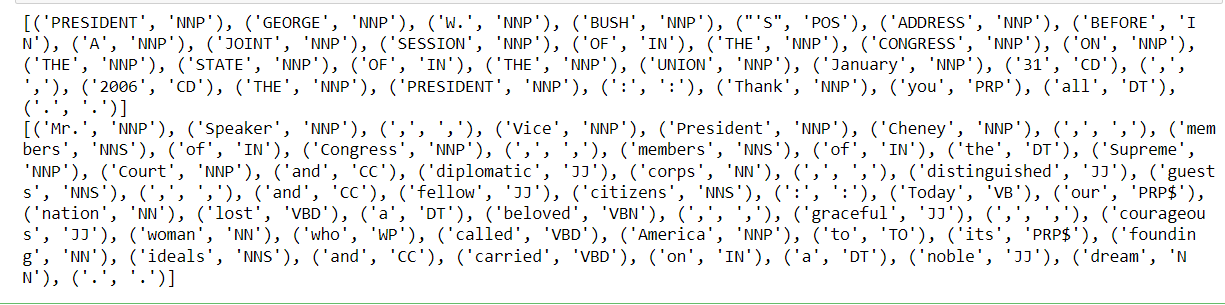 [('PRESIDENT', 'NNP'), ('GEORGE', 'NNP'), ('W.', 'NNP'), ('BUSH', 'NNP'), ("'S", 'POS'), ('ADDRESS', 'NNP'), ('BEFORE', 'I
N'), ('A', 'NNP'), ('JOINT', 'NNP'), ('SESSION', 'NNP'), ('OF', 'IN'), ('THE', 'NNP'), ('CONGRESS', 'NNP'), ('ON', 'NNP'),
('THE', 'NNP'), ('STATE', 'NNP'), ('OF', 'IN'), ('THE', 'NNP'), ('UNION', 'NNP'), ('January', 'NNP'), ('31', 'CD'), (',',
','), ('2006', 'CD'), ('THE', 'NNP'), ('PRESIDENT', 'NNP'), (':', ':'), ('Thank', 'NNP'), ('you', 'PRP'), ('all', 'DT'),
('.', '.')]
[('Mr.', 'NNP'), ('Speaker', 'NNP'), (',', ','), ('Vice', 'NNP'), ('President', 'NNP'), ('Cheney', 'NNP'), (',', ','), ('mem
bers', 'NNS'), ('of', 'IN'), ('Congress', 'NNP'), (',', ','), ('members', 'NNS'), ('of', 'IN'), ('the', 'DT'), ('Supreme',
'NNP'), ('Court', 'NNP'), ('and', 'CC'), ('diplomatic', 'JJ'), ('corps', 'NN'), (',', ','), ('distinguished', 'JJ'), ('guest
s', 'NNS'), (',', ','), ('and', 'CC'), ('fellow', 'JJ'), ('citizens', 'NNS'), (':', ':'), ('Today', 'VB'), ('our', 'PRP$'),
('nation', 'NN'), ('lost', 'VBD'), ('a', 'DT'), ('beloved', 'VBN'), (',', ','), ('graceful', 'JJ'), (',', ','), ('courageou
s', 'JJ'), ('woman', 'NN'), ('who', 'WP'), ('called', 'VBD'), ('America', 'NNP'), ('to', 'TO'), ('its', 'PRP$'), ('foundin
g', 'NN'), ('ideals', 'NNS'), ('and', 'CC'), ('carried', 'VBD'), ('on', 'IN'), ('a', 'DT'), ('noble', 'JJ'), ('dream', 'N
N'), ('.', '.')]